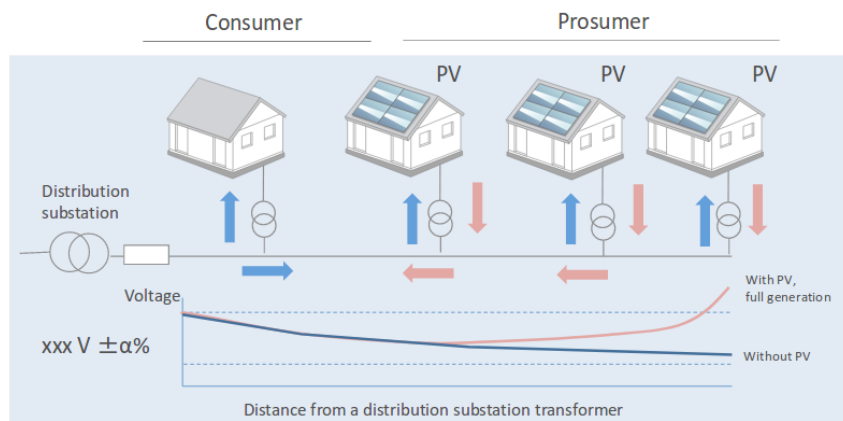 Consumer
Prosumer
PV
PV
PV
Distribution
substation
Voltage
With PV,
full generation
xxx V ±α%
Without PV
Distance from a distribution substation transformer